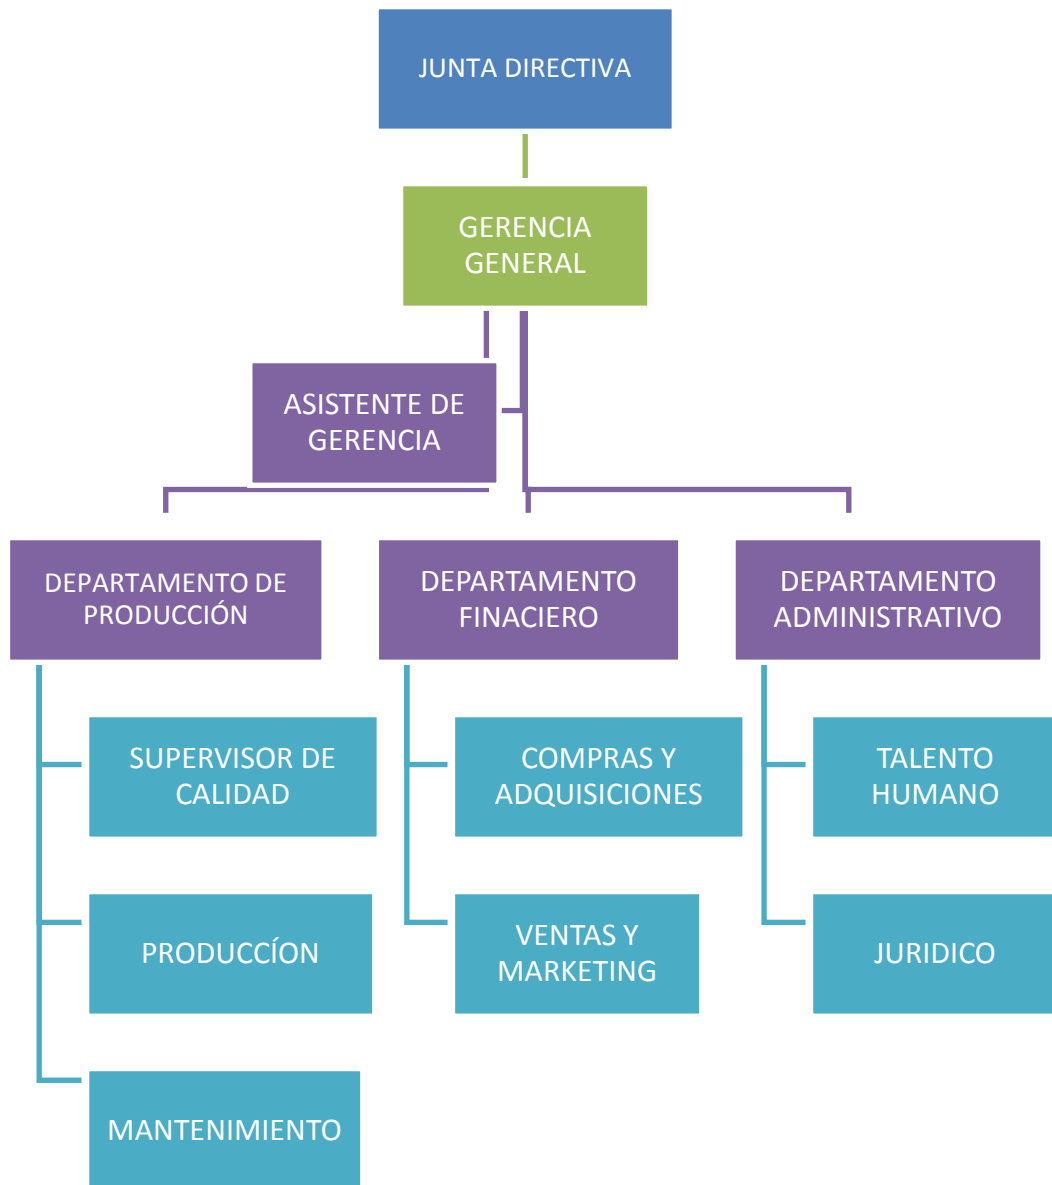 JUNTA DIRECTIVA
GERENCIA
GENERAL
ASISTENTE DE
GERENCIA
DEPARTAMENTO DE
PRODUCCIÓN
DEPARTAMENTO
FINACIERO
DEPARTAMENTO
ADMINISTRATIVO
SUPERVISOR DE
CALIDAD
COMPRAS Y
ADQUISICIONES
TALENTO
HUMANO
PRODUCCÍON
VENTAS Y
MARKETING
JURIDICO
MANTENIMIENTO